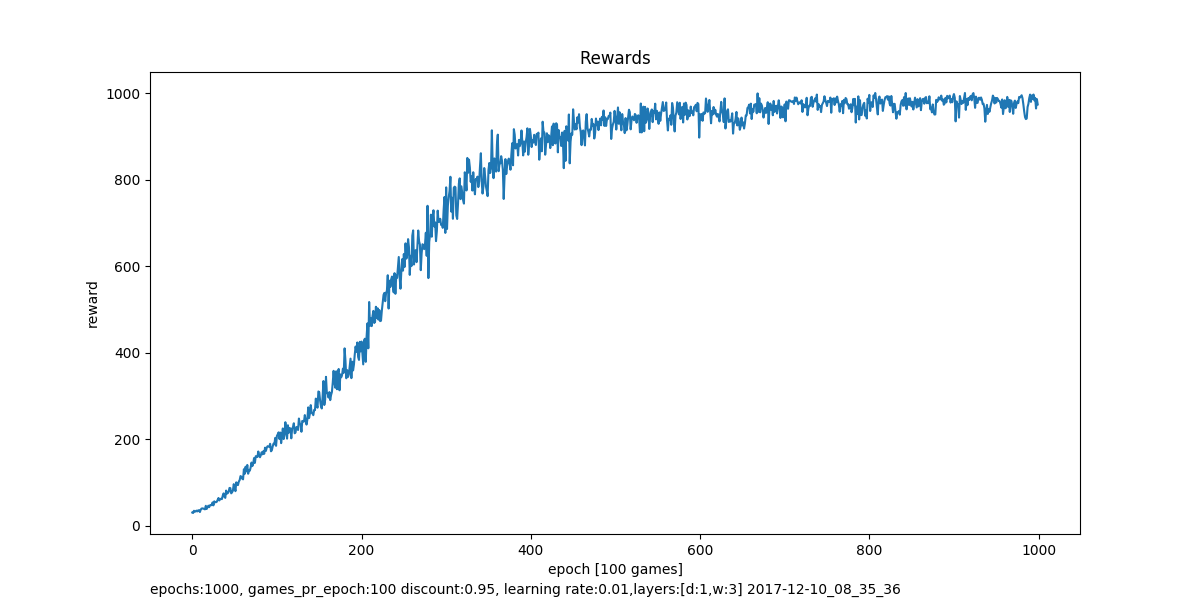 Rewards
1000
800
600
400
200
0
reward
0 200 400 600 800 1000
epoch [100 games]
epochs:1000, games_pr_epoch:100 discount:0.95, learning rate:0.01,layers:[d:1,w:3] 2017-12-10_08_35_36